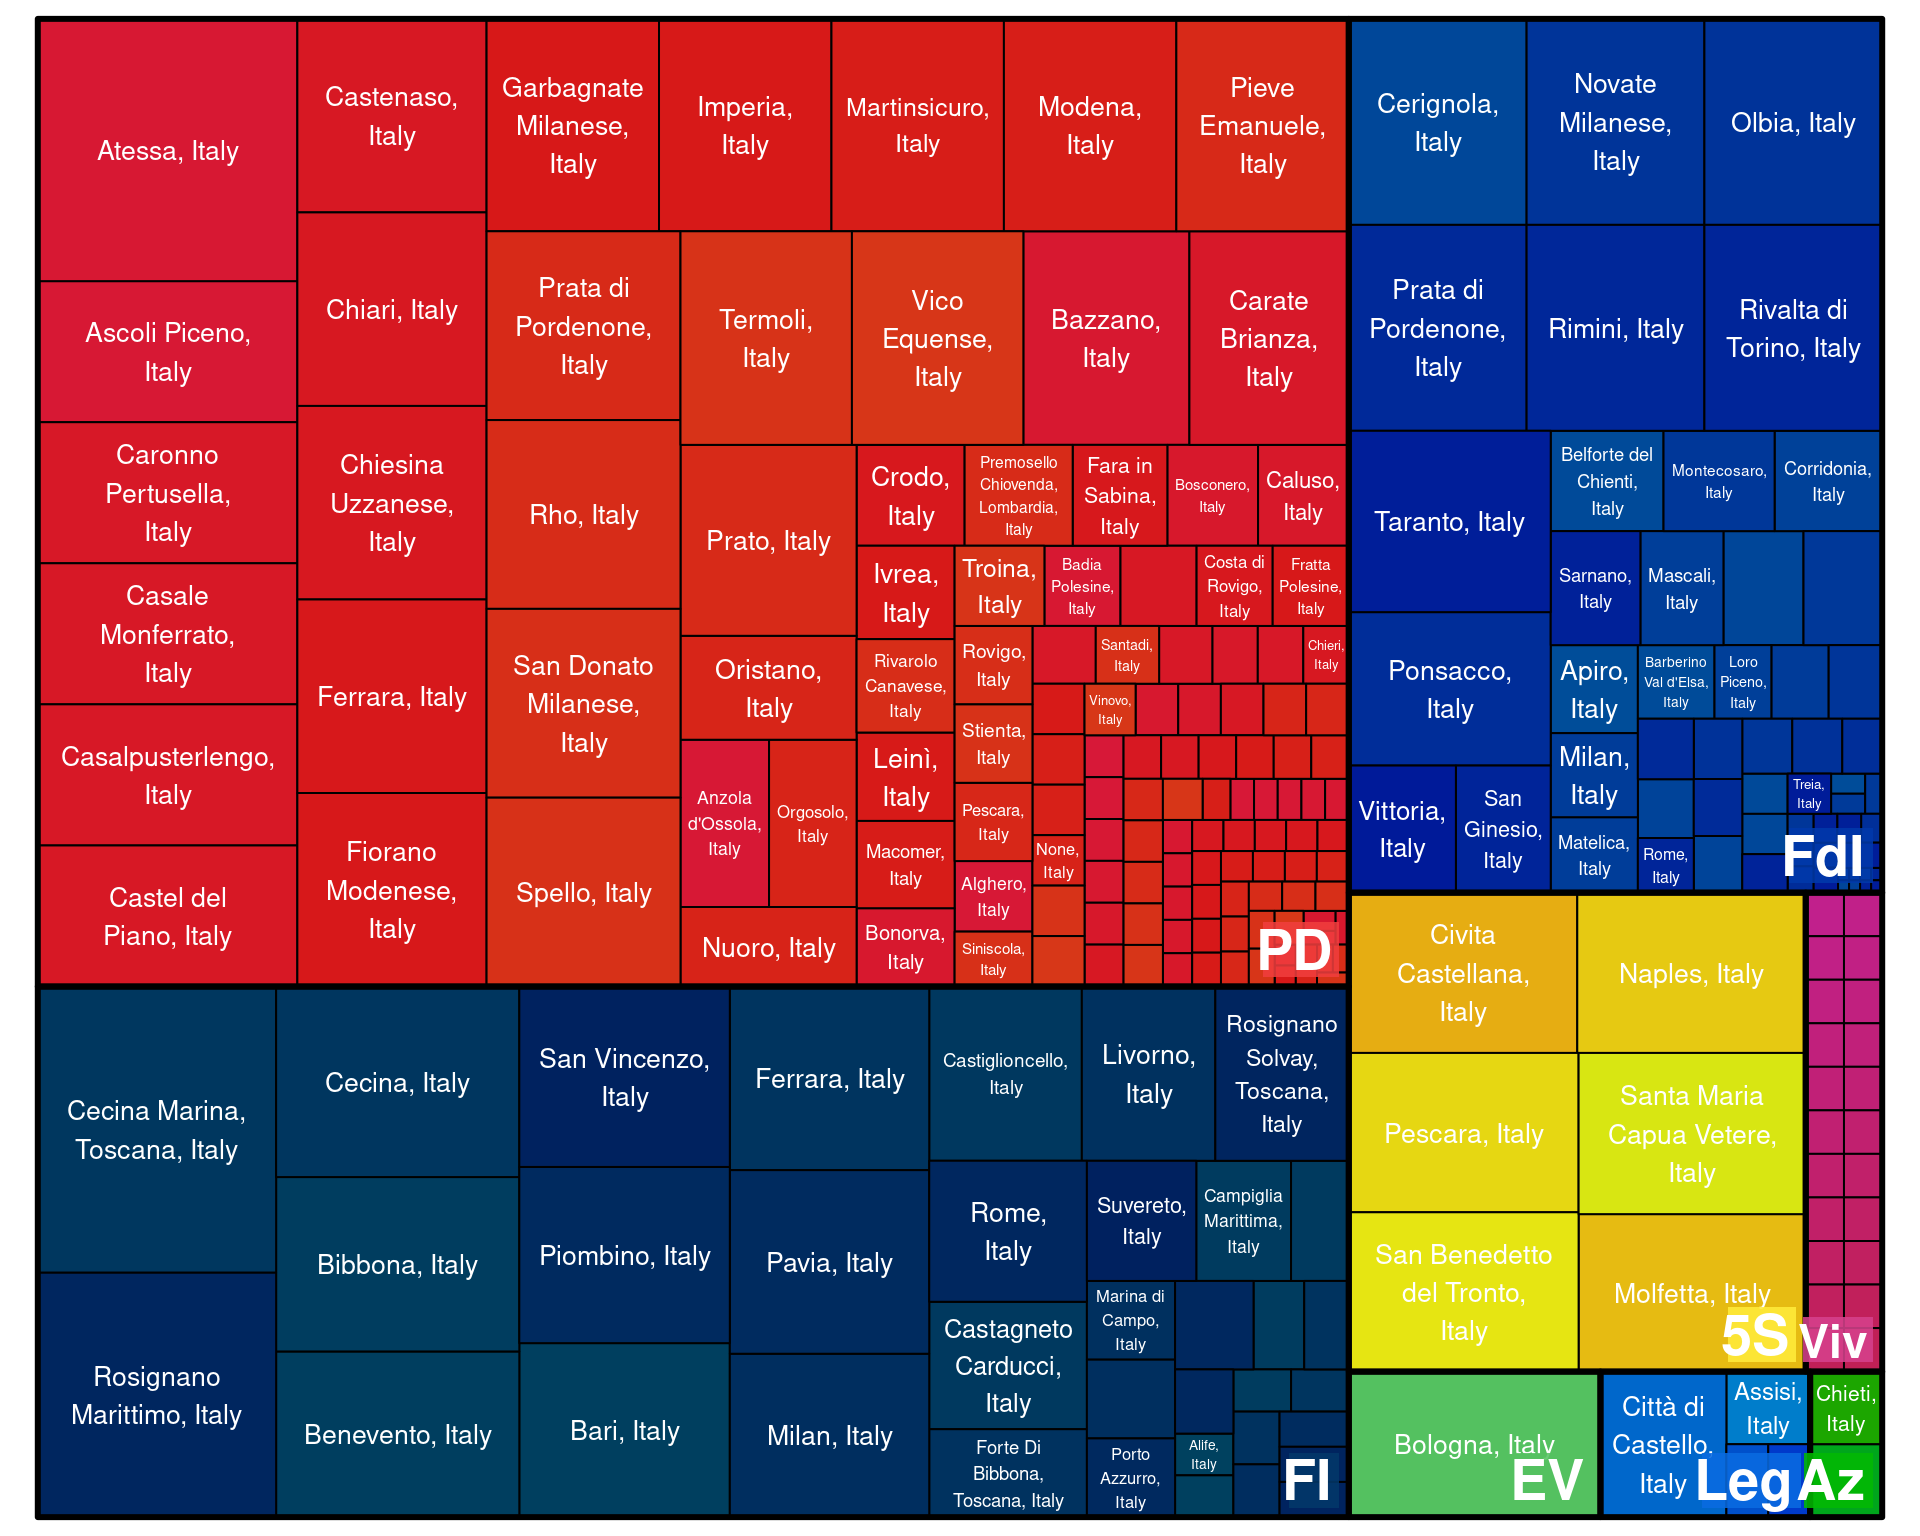 Atessa, Italy
Ascoli Piceno,
Italy
Caronno
Pertusella,
Italy
Casale
Monferrato,
Italy
Casalpusterlengo,
Italy
Castel del
Piano, Italy
Castenaso,
Italy
Chiari, Italy
Chiesina
Uzzanese,
Italy
Ferrara, Italy
Fiorano
Modenese,
Italy
Garbagnate
Milanese,
Italy
Imperia,
Italy
Martinsicuro,
Italy
Modena,
Italy
Pieve
Emanuele,
Italy
Prata di
Pordenone,
Italy
Rho, Italy
San Donato
Milanese,
Italy
Spello, Italy
Termoli,
Italy
Vico
Equense,
Italy
Bazzano,
Italy
Carate
Brianza,
Italy
Prato, Italy
Oristano,
Italy
Anzola
d'Ossola,
Italy
Orgosolo,
Italy
Nuoro, Italy
Crodo,
Italy
Premosello
Chiovenda,
Lombardia,
Italy
Fara in
Sabina,
Italy
Bosconero,
Italy
Caluso,
Italy
Ivrea,
Italy
Rivarolo
Canavese,
Italy
Leinì,
Italy
Macomer,
Italy
Bonorva,
Italy
Troina,
Italy
Badia
Polesine,
Italy
Costa di
Rovigo,
Italy
Fratta
Polesine,
Italy
Rovigo,
Italy
Stienta,
Italy
Pescara,
Italy
Alghero,
Italy
Siniscola,
Italy
Santadi,
Italy
Chieri,
Italy
Vinovo,
Italy
None,
Italy
PD
Cerignola,
Italy
Novate
Milanese,
Italy
Olbia, Italy
Prata di
Pordenone,
Italy
Rimini, Italy
Rivalta di
Torino, Italy
Taranto, Italy
Ponsacco,
Italy
Vittoria,
Italy
San
Ginesio,
Italy
Belforte del
Chienti,
Italy
Montecosaro,
Italy
Corridonia,
Italy
Sarnano,
Italy
Mascali,
Italy
Apiro,
Italy
Milan,
Italy
Matelica,
Italy
Barberino
Val d'Elsa,
Italy
Loro
Piceno,
Italy
Rome,
Italy
Treia,
Italy
FdI
Cecina Marina,
Toscana, Italy
Rosignano
Marittimo, Italy
Cecina, Italy
Bibbona, Italy
Benevento, Italy
San Vincenzo,
Italy
Piombino, Italy
Bari, Italy
Ferrara, Italy
Pavia, Italy
Milan, Italy
Castiglioncello,
Italy
Livorno,
Italy
Rosignano
Solvay,
Toscana,
Italy
Rome,
Italy
Castagneto
Carducci,
Italy
Forte Di
Bibbona,
Toscana, Italy
Suvereto,
Italy
Campiglia
Marittima,
Italy
Marina di
Campo,
Italy
Porto
Azzurro,
Italy
Alife,
Italy
FI
Civita
Castellana,
Italy
Naples, Italy
Pescara, Italy
Santa Maria
Capua Vetere,
Italy
San Benedetto
del Tronto,
Italy
Molfetta, Italy
5S
Viv
Bologna, Italy
EV
Città di
Castello,
Italy
Assisi,
Italy
Leg
Chieti,
Italy
Az